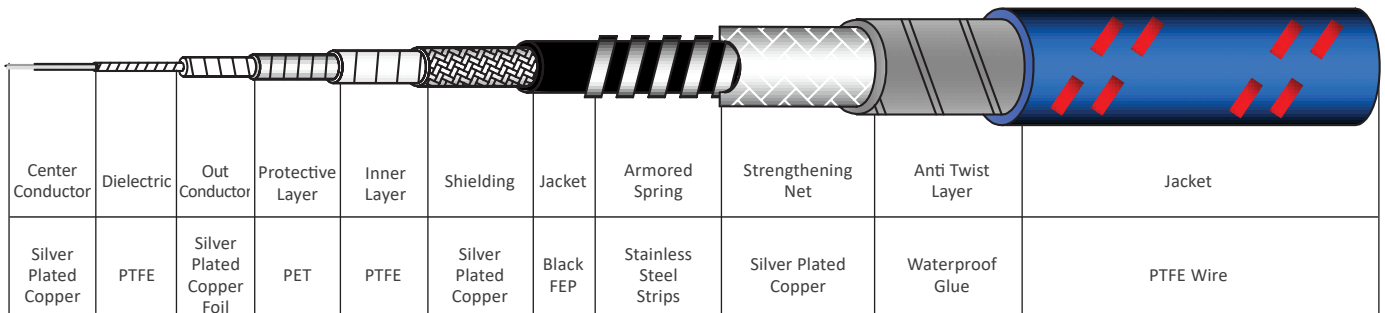 Center
Conductor
Dielectric
Out
Conductor
Protective
Layer
Inner
Layer
Shielding
Jacket
Armored
Spring
Strengthening
Net
Anti Twist
Layer
Jacket
Silver
Plated
Copper
PTFE
Silver
Plated
Copper
Foil
PET
PTFE
Silver
Plated
Copper
Black
FEP
Stainless
Steel
Strips
Silver Plated
Copper
Waterproof
Glue
PTFE Wire